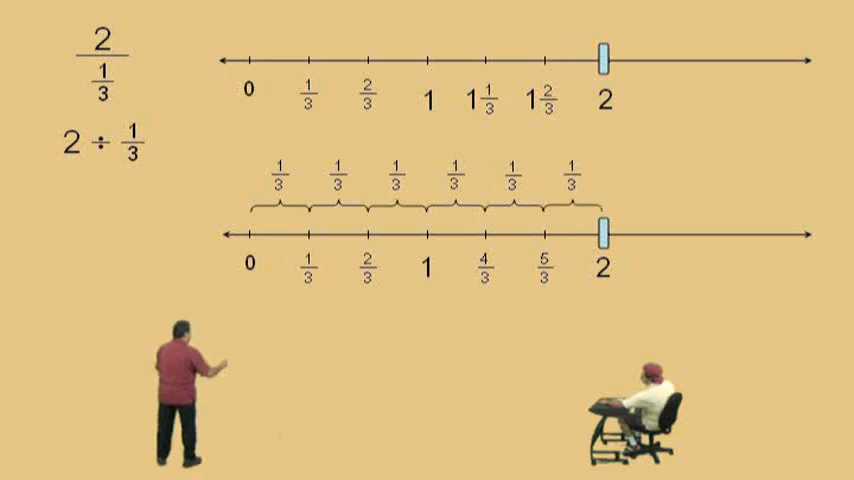 2
1/3
2 ÷ 1/3
0 1/3 2/3 1 1 1/3 1 2/3 2
1/3 1/3 1/3 1/3 1/3 1/3
0 1/3 2/3 1 4/3 5/3 2